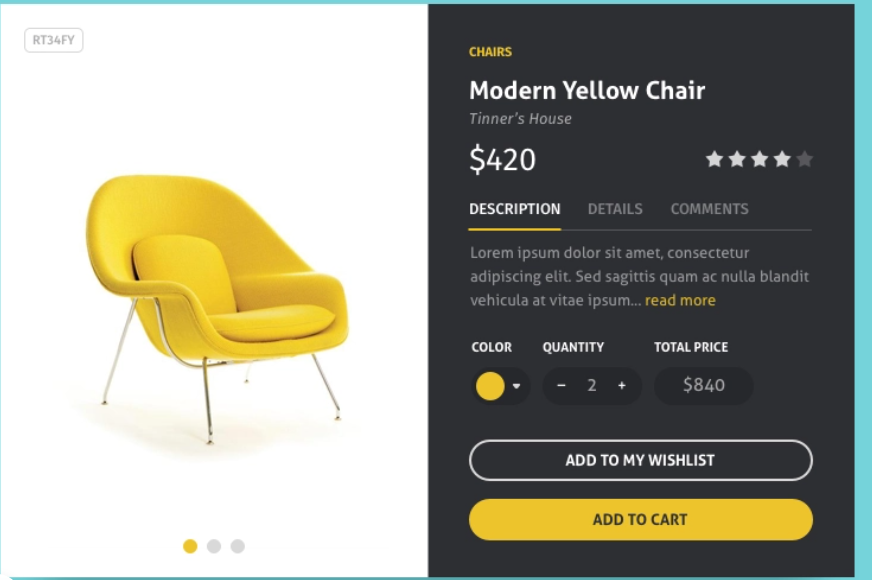 RT34FY
CHAIRS
Modern Yellow Chair
Tinner's House
$420
DESCRIPTION DETAILS COMMENTS
Lorem ipsum dolor sit amet, consectetur
adipiscing elit. Sed sagittis quam ac nulla blandit
vehicula at vitae ipsum... read more
COLOR QUANTITY TOTAL PRICE
– 2 + $840
ADD TO MY WISHLIST
ADD TO CART